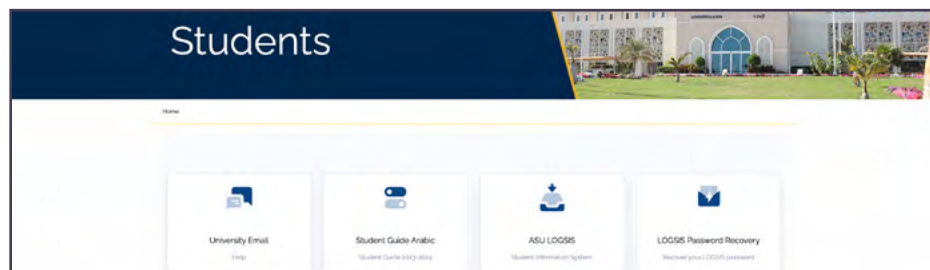 Students
Home
University Email
Help
Student Guide Arabic
Student Guide 2023-2024
ASU LOGSIS
Student Information System
LOGSIS Password Recovery
Recover your LOGSIS password